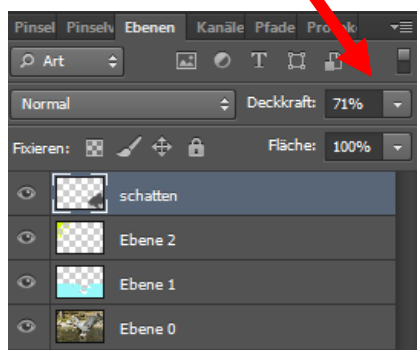 Pinsel Pinselv Ebenen Kanäle Pfade
Art
Normal Deckkraft: 71%
Fixieren: Fläche: 100%
schatten
Ebene 2
Ebene 1
Ebene 0